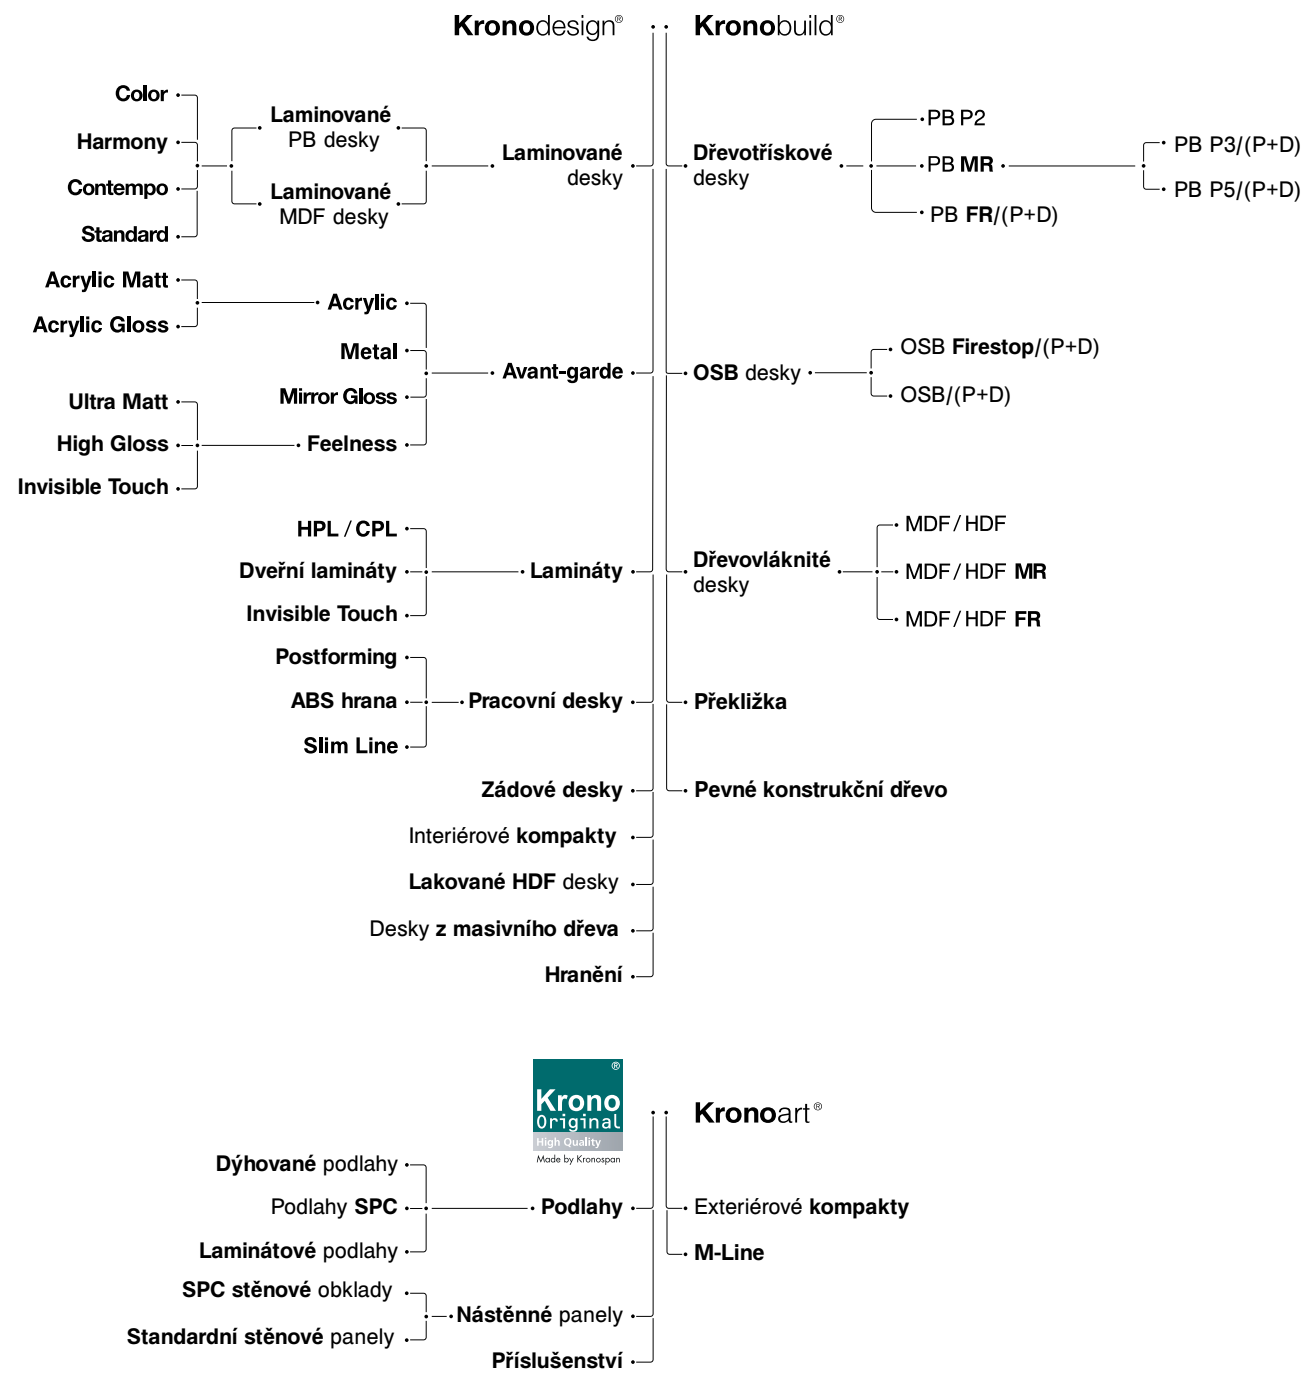 Kronodesign®
Color
Harmony
Contempo
Standard
Laminované
PB desky
Laminované
MDF desky
Laminované
desky
Acrylic Matt
Acrylic Gloss
Acrylic
Metal
Mirror Gloss
Ultra Matt
High Gloss
Invisible Touch
Feelness
Avant-garde
HPL / CPL
Dveřní lamináty
Invisible Touch
Lamináty
Postforming
ABS hrana
Slim Line
Pracovní desky
Zádové desky
Interiérové kompakty
Lakované HDF desky
Desky z masivního dřeva
Hranění
Kronobuild®
Dřevotřískové
desky
PB P2
PB MR
PB FR/(P+D)
PB P3/(P+D)
PB P5/(P+D)
OSB desky
OSB Firestop/(P+D)
OSB/(P+D)
Dřevovláknité
desky
MDF/HDF
MDF/HDF MR
MDF/HDF FR
Překližka
Pevné konstrukční dřevo
®
Krono
Original
High Quality
Made by Kronospan
Dýhované podlahy
Podlahy SPC
Laminátové podlahy
Podlahy
SPC stěnové obklady
Standardní stěnové panely
Nástěnné panely
Příslušenství
Kronoart®
Exteriérové kompakty
M-Line